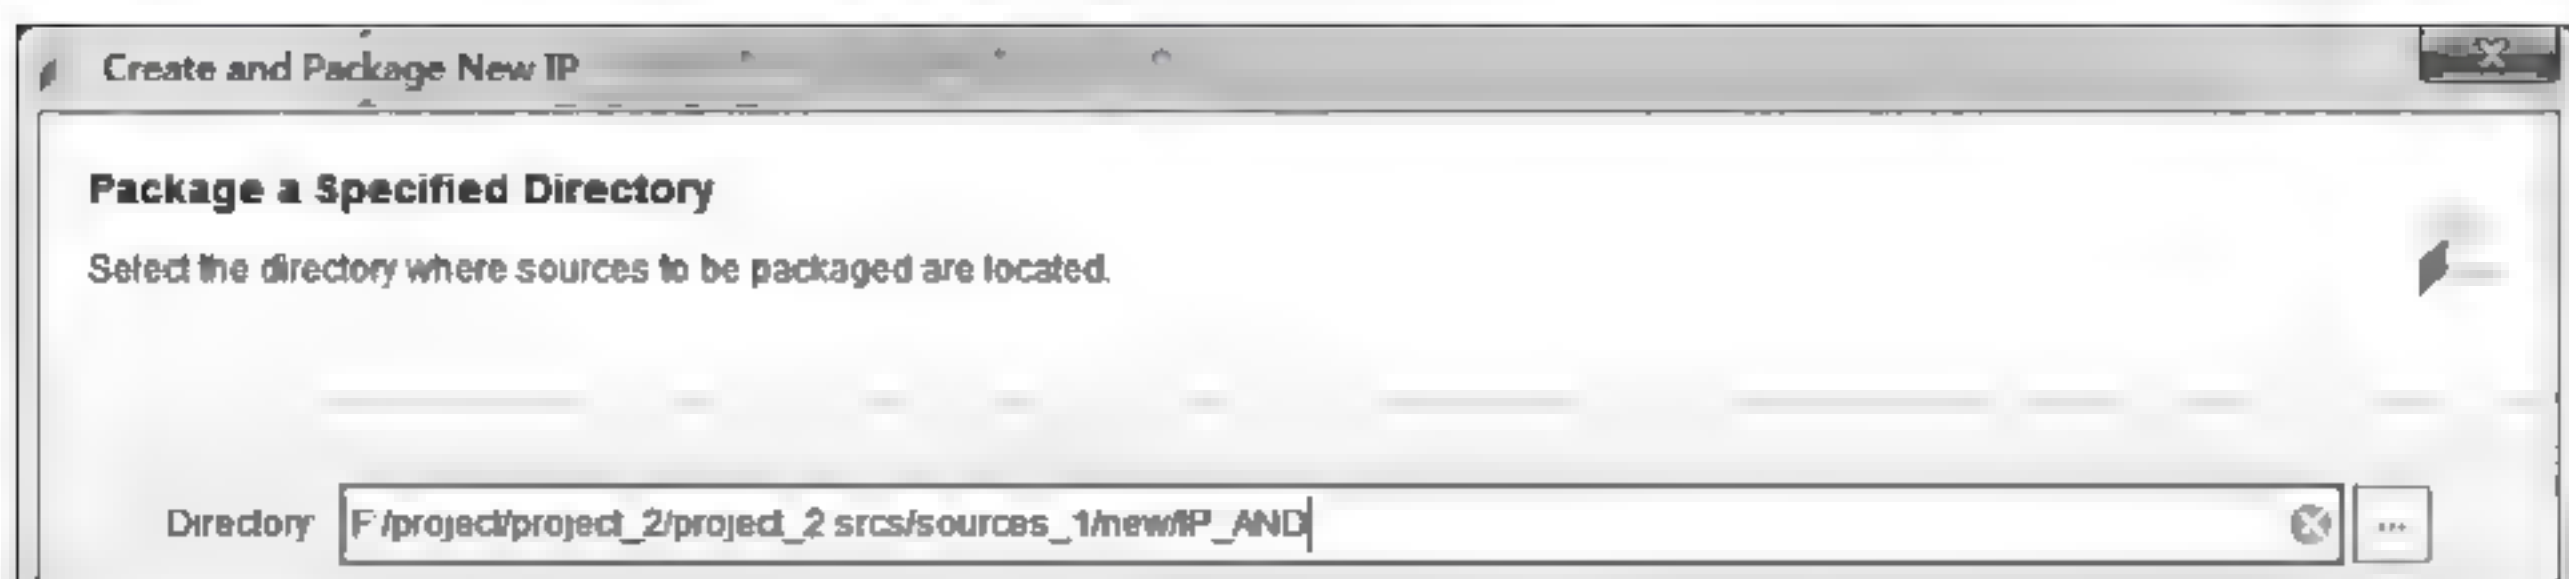 Create and Package New IP
Package a Specified Directory
Select the directory where sources to be packaged are located.
Directory F:/project/project_2/project_2.srcs/sources_1/new/IP_AND
...